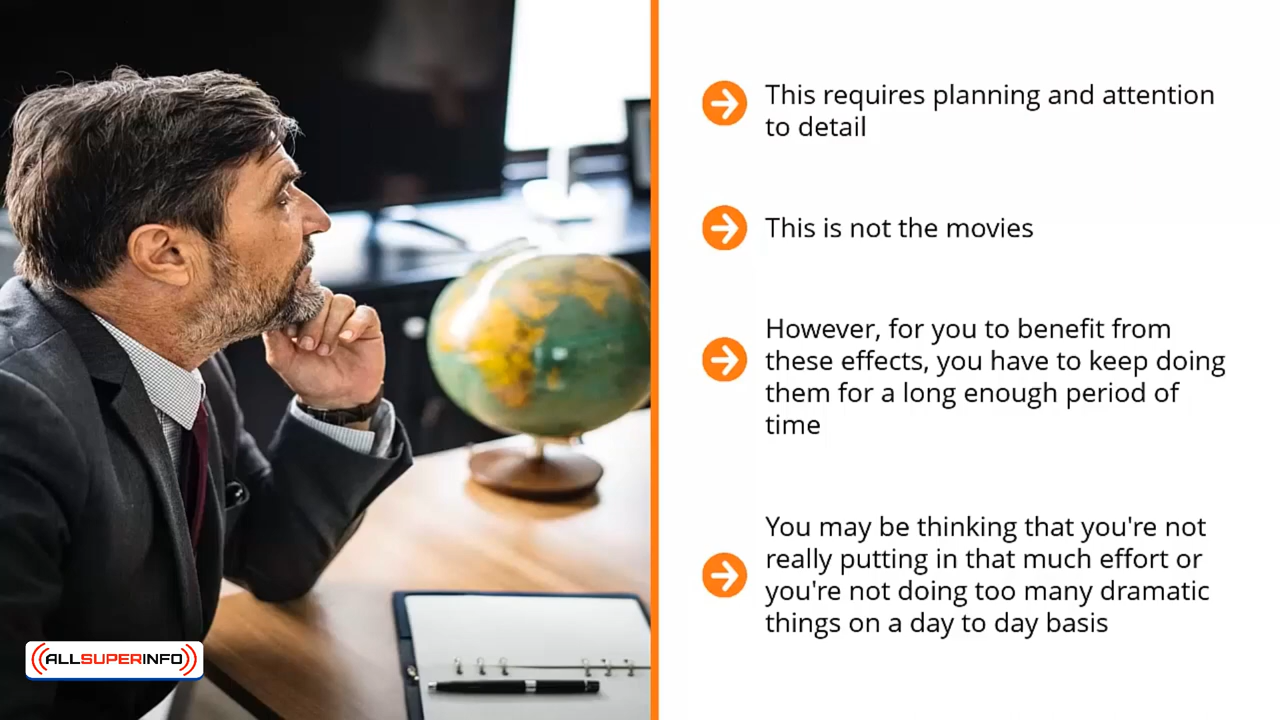 This requires planning and attention
to detail
This is not the movies
However, for you to benefit from
these effects, you have to keep doing
them for a long enough period of
time
You may be thinking that you're not
really putting in that much effort or
you're not doing too many dramatic
things on a day to day basis
ALLSUPERINFO